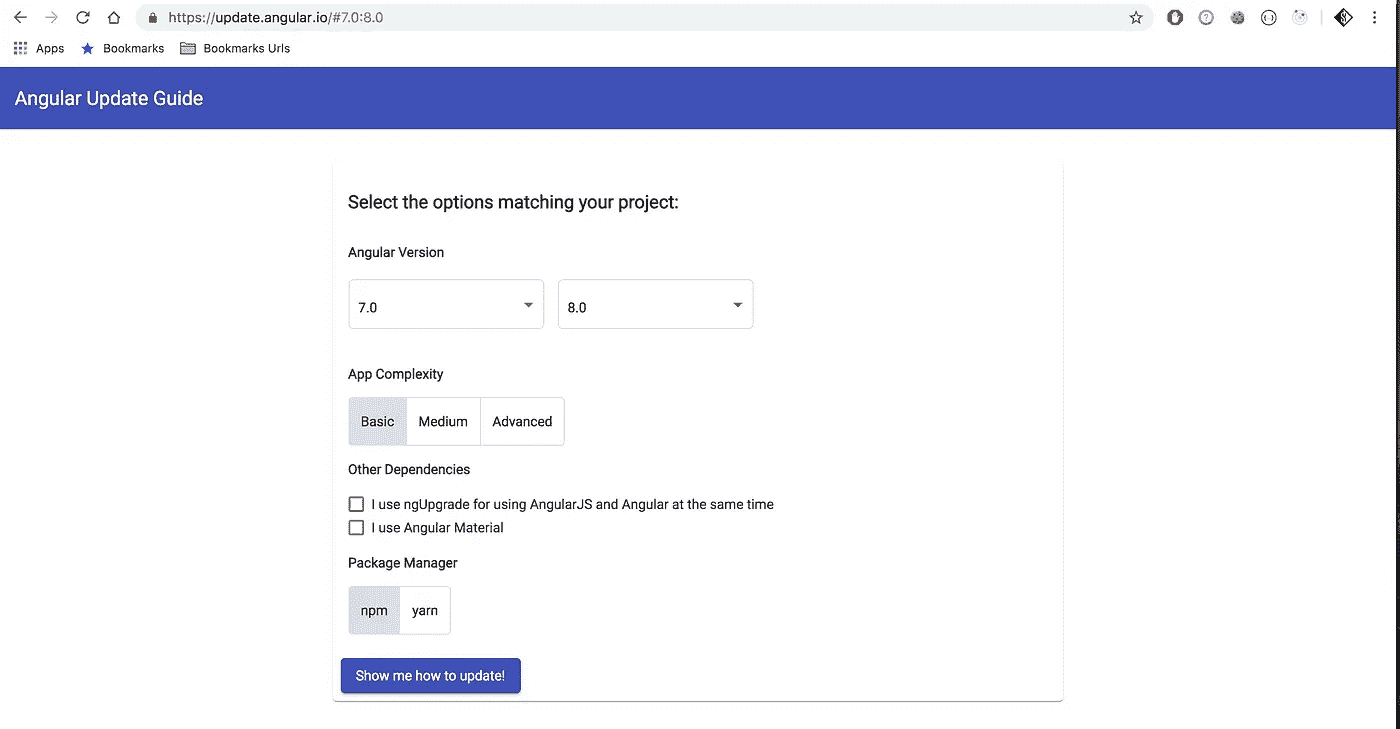 https://update.angular.io/#7.0:8.0
Apps Bookmarks Bookmarks Urls
Angular Update Guide
Select the options matching your project:
Angular Version
7.0 8.0
App Complexity
Basic Medium Advanced
Other Dependencies
I use ngUpgrade for using AngularJS and Angular at the same time
I use Angular Material
Package Manager
npm yarn
Show me how to update!